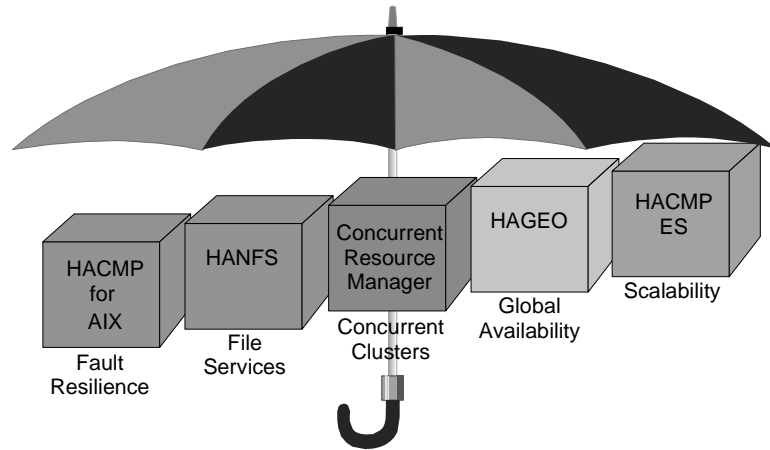 HACMP
for
AIX
Fault
Resilience
HANFS
File
Services
Concurrent
Resource
Manager
Concurrent
Clusters
HAGEO
Global
Availability
HACMP
ES
Scalability